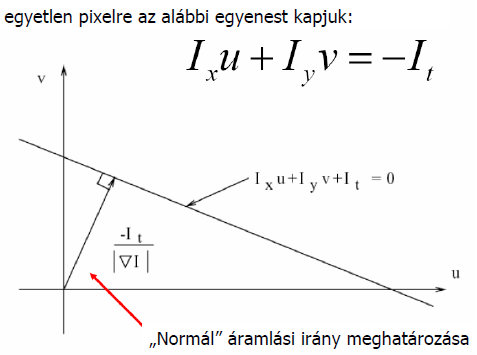 egyetlen pixelre az alábbi egyenest kapjuk:
I_x u + I_y v = -I_t
v
I_x u+I_y v+I_t = 0
-I_t
|∇I|
u
„Normál” áramlási irány meghatározása